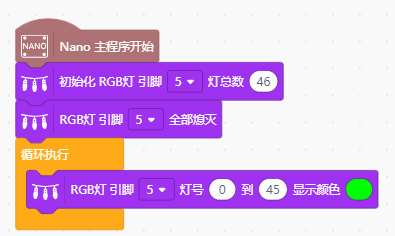 NANO Nano 主程序开始
初始化 RGB灯 引脚 5 灯总数 46
RGB灯 引脚 5 全部熄灭
循环执行
RGB灯 引脚 5 灯号 0 到 45 显示颜色